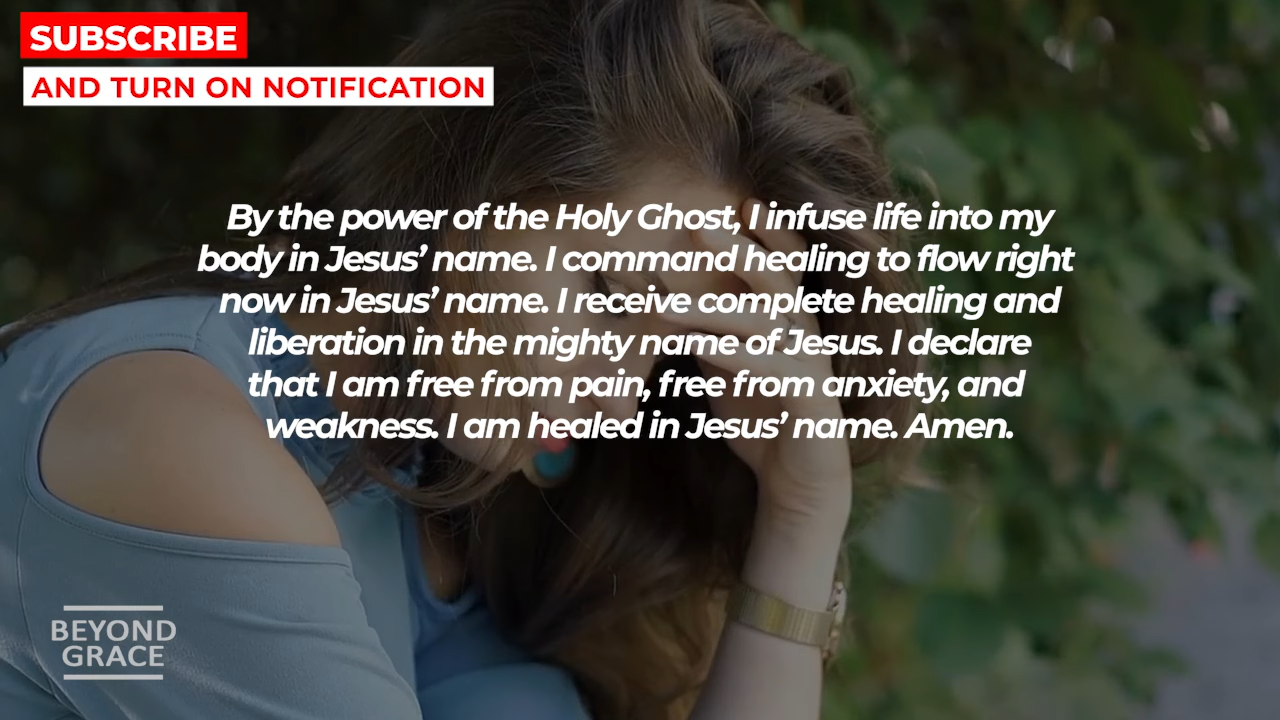 SUBSCRIBE
AND TURN ON NOTIFICATION
By the power of the Holy Ghost, I infuse life into my
body in Jesus’ name. I command healing to flow right
now in Jesus’ name. I receive complete healing and
liberation in the mighty name of Jesus. I declare
that I am free from pain, free from anxiety, and
weakness. I am healed in Jesus’ name. Amen.
BEYOND
GRACE